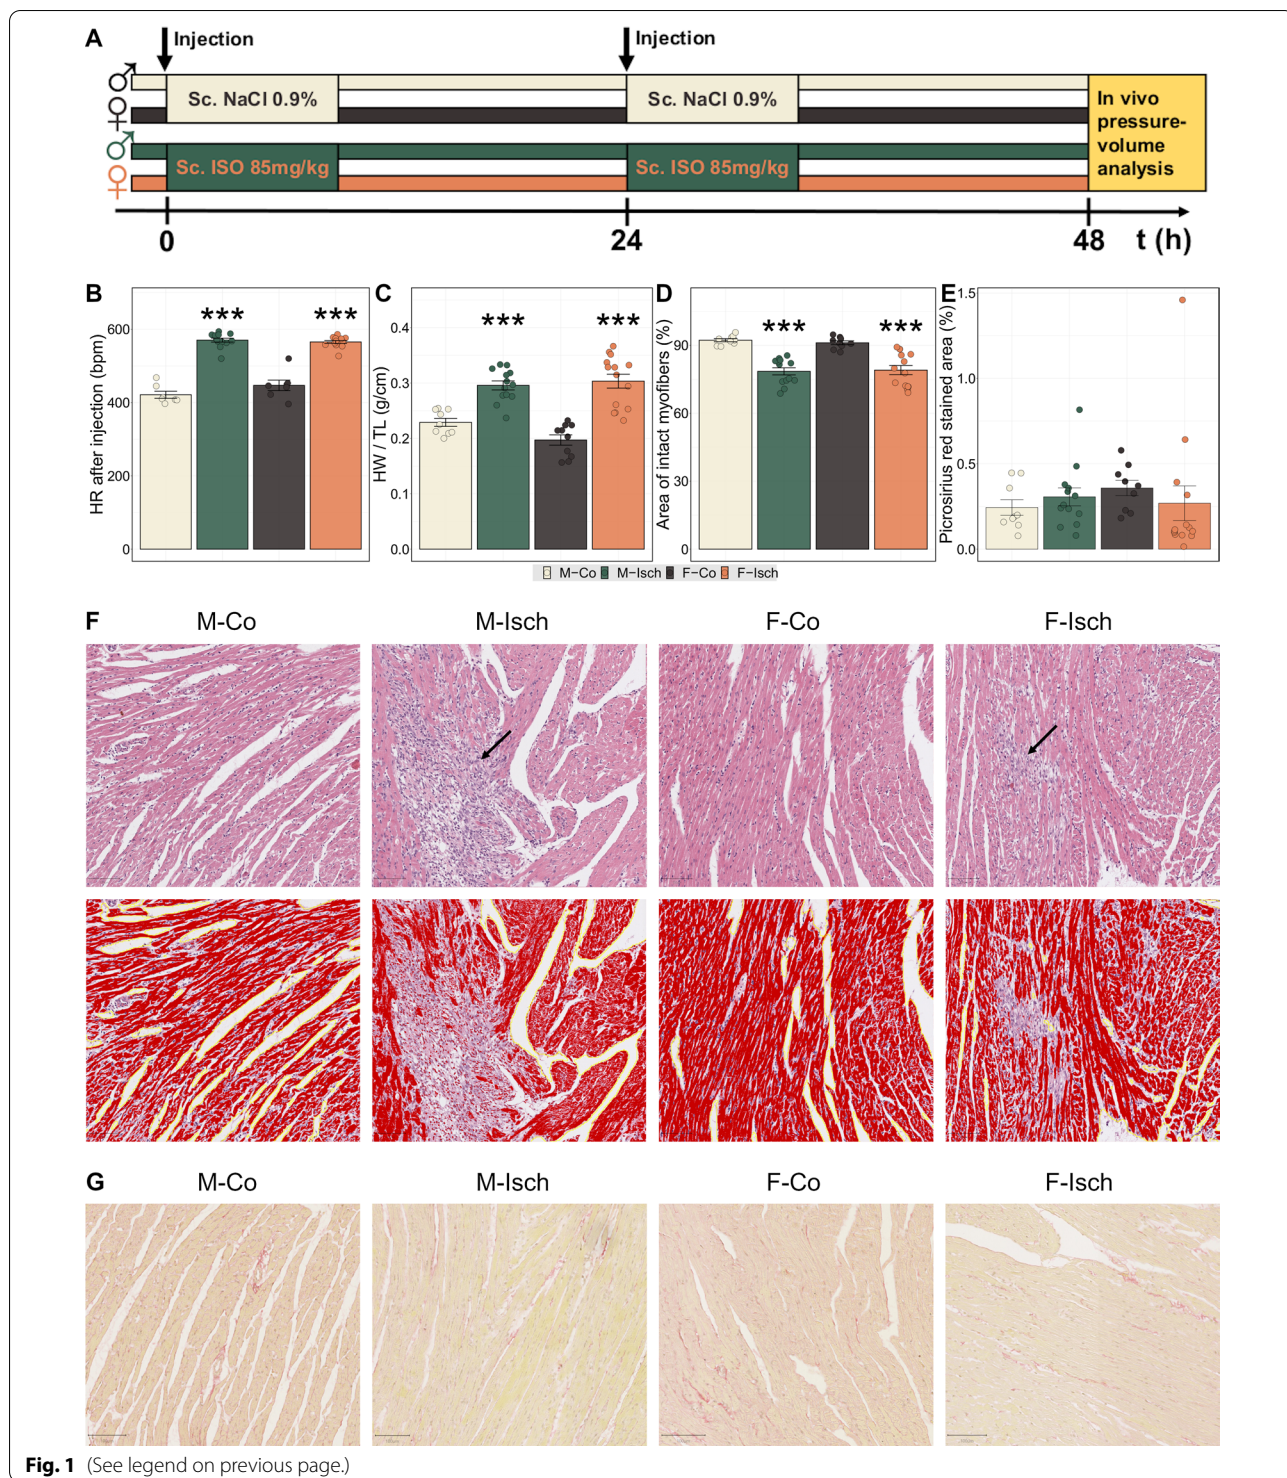 A
Injection
Injection
♂
Sc. NaCl 0.9%
Sc. NaCl 0.9%
♀
In vivo
pressure-
volume
analysis
♂
Sc. ISO 85mg/kg
Sc. ISO 85mg/kg
♀
0
24
48
t (h)
B
HR after injection (bpm)
600
400
200
0
***
***
C
HW / TL (g/cm)
0.4
0.3
0.2
0.1
0.0
***
***
D
Area of intact myofibers (%)
90
60
30
0
***
***
E
Picrosirius red stained area (%)
1.5
1.0
0.5
0.0
M−Co M−Isch F−Co F−Isch
F
M-Co
M-Isch
F-Co
F-Isch
G
M-Co
M-Isch
F-Co
F-Isch
Fig. 1 (See legend on previous page.)